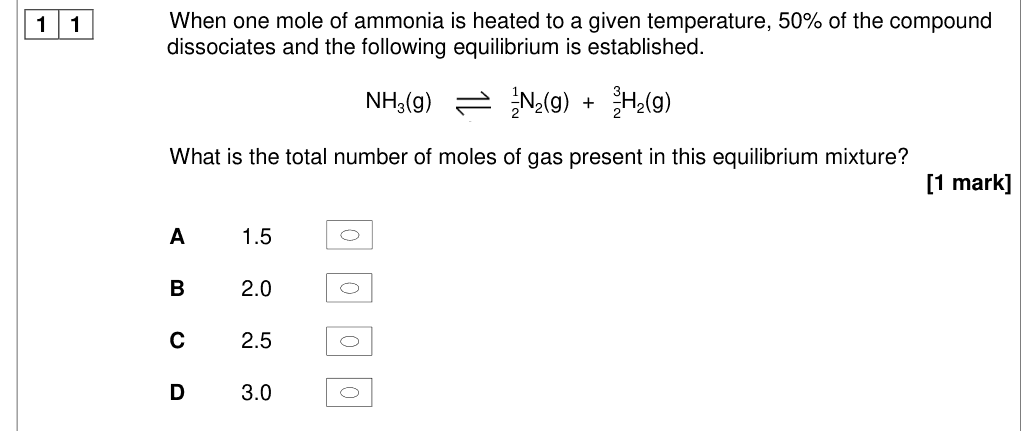 1 1 When one mole of ammonia is heated to a given temperature, 50% of the compound
dissociates and the following equilibrium is established.
NH₃(g) ⇌ ½N₂(g) + 3/2H₂(g)
What is the total number of moles of gas present in this equilibrium mixture?
[1 mark]
A 1.5
B 2.0
C 2.5
D 3.0